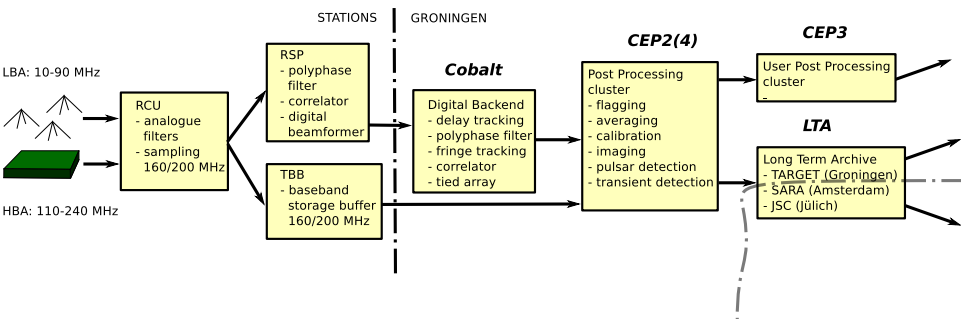 STATIONS
GRONINGEN
LBA: 10-90 MHz
HBA: 110-240 MHz
RCU
- analogue
filters
- sampling
160/200 MHz
RSP
- polyphase
filter
- correlator
- digital
beamformer
TBB
- baseband
storage buffer
160/200 MHz
Cobalt
Digital Backend
- delay tracking
- polyphase filter
- fringe tracking
- correlator
- tied array
CEP2(4)
Post Processing
cluster
- flagging
- averaging
- calibration
- imaging
- pulsar detection
- transient detection
CEP3
User Post Processing
cluster
-
LTA
Long Term Archive
- TARGET (Groningen)
- SARA (Amsterdam)
- JSC (Jülich)